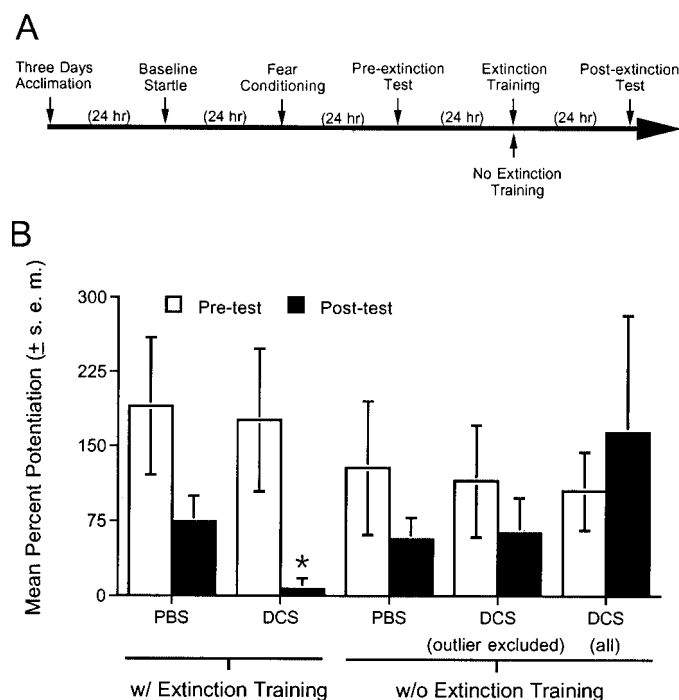 A
Three Days
Acclimation
Baseline
Startle
Fear
Conditioning
Pre-extinction
Test
Extinction
Training
Post-extinction
Test
(24 hr)
(24 hr)
(24 hr)
(24 hr)
(24 hr)
No Extinction
Training
B
Mean Percent Potentiation (± s. e. m.)
300
225
150
75
0
Pre-test
Post-test
*
PBS
DCS
PBS
DCS
DCS
(outlier excluded)
(all)
w/ Extinction Training
w/o Extinction Training